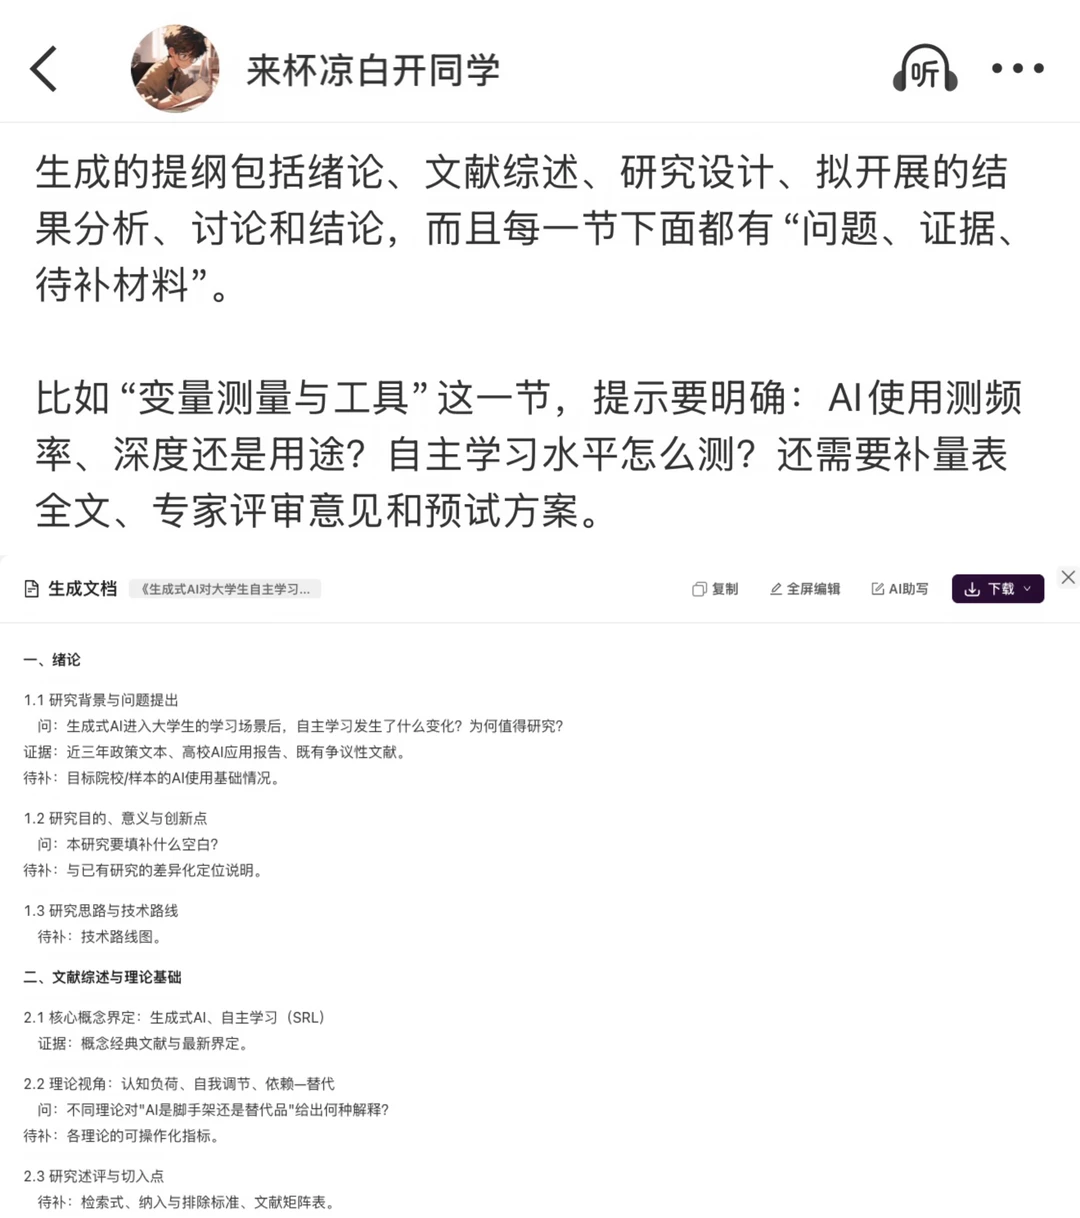 来杯凉白开同学
听
生成的提纲包括绪论、文献综述、研究设计、拟开展的结
果分析、讨论和结论，而且每一节下面都有“问题、证据、
待补材料”。
比如“变量测量与工具”这一节，提示要明确：AI使用测频
率、深度还是用途？自主学习水平怎么测？还需要补量表
全文、专家评审意见和预试方案。
生成文档 《生成式AI对大学生自主学习... 复制 全屏编辑 AI助写 下载
一、绪论
1.1 研究背景与问题提出
问：生成式AI进入大学生的学习场景后，自主学习发生了什么变化？为何值得研究？
证据：近三年政策文本、高校AI应用报告、既有争议性文献。
待补：目标院校/样本的AI使用基础情况。
1.2 研究目的、意义与创新点
问：本研究要填补什么空白？
待补：与已有研究的差异化定位说明。
1.3 研究思路与技术路线
待补：技术路线图。
二、文献综述与理论基础
2.1 核心概念界定：生成式AI、自主学习（SRL）
证据：概念经典文献与最新界定。
2.2 理论视角：认知负荷、自我调节、依赖—替代
问：不同理论对"AI是脚手架还是替代品"给出何种解释？
待补：各理论的可操作化指标。
2.3 研究述评与切入点
待补：检索式、纳入与排除标准、文献矩阵表。